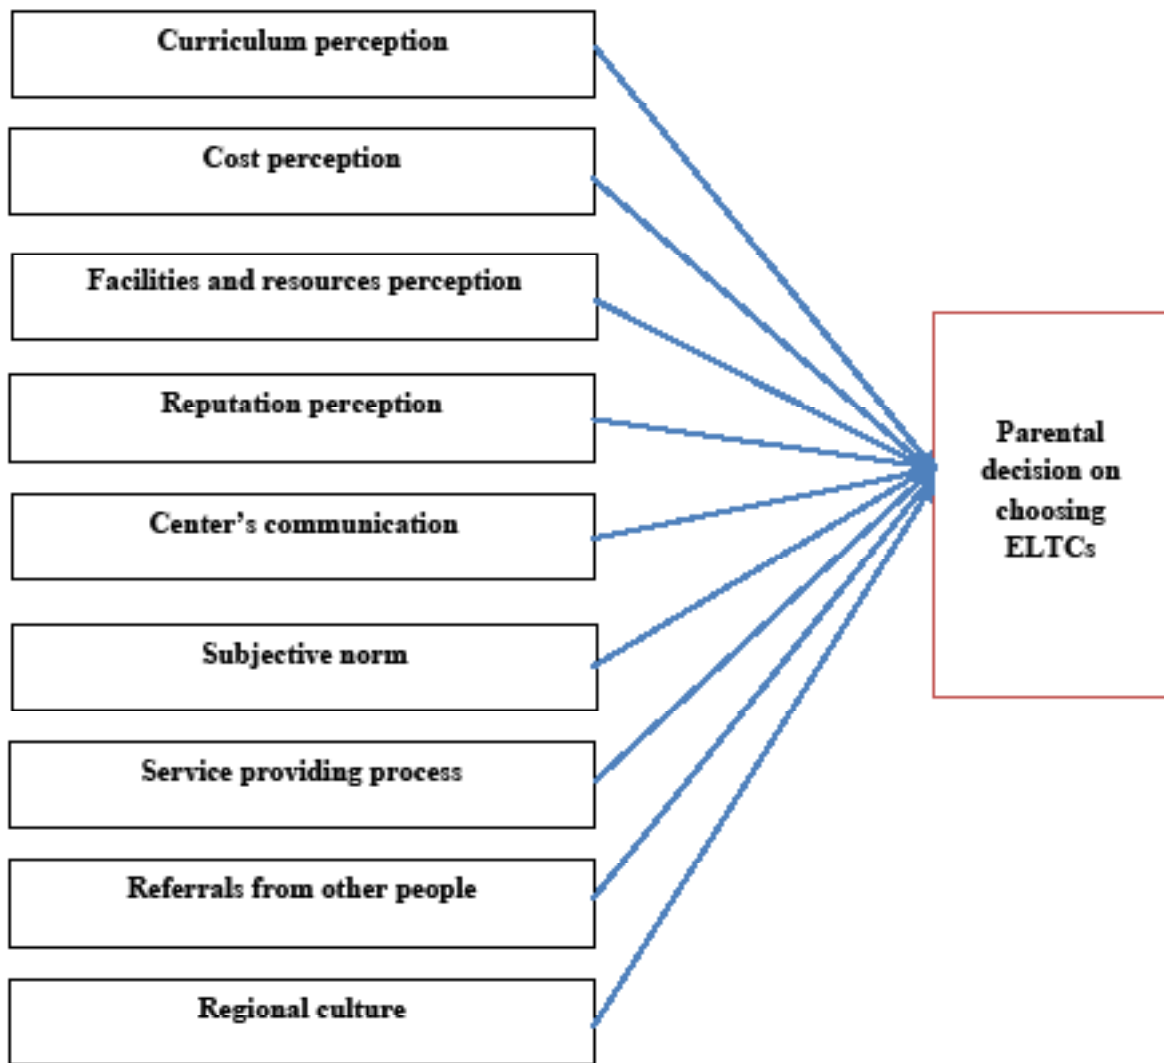 Curriculum perception
Cost perception
Facilities and resources perception
Reputation perception
Center’s communication
Subjective norm
Service providing process
Referrals from other people
Regional culture
Parental
decision on
choosing
ELTCs